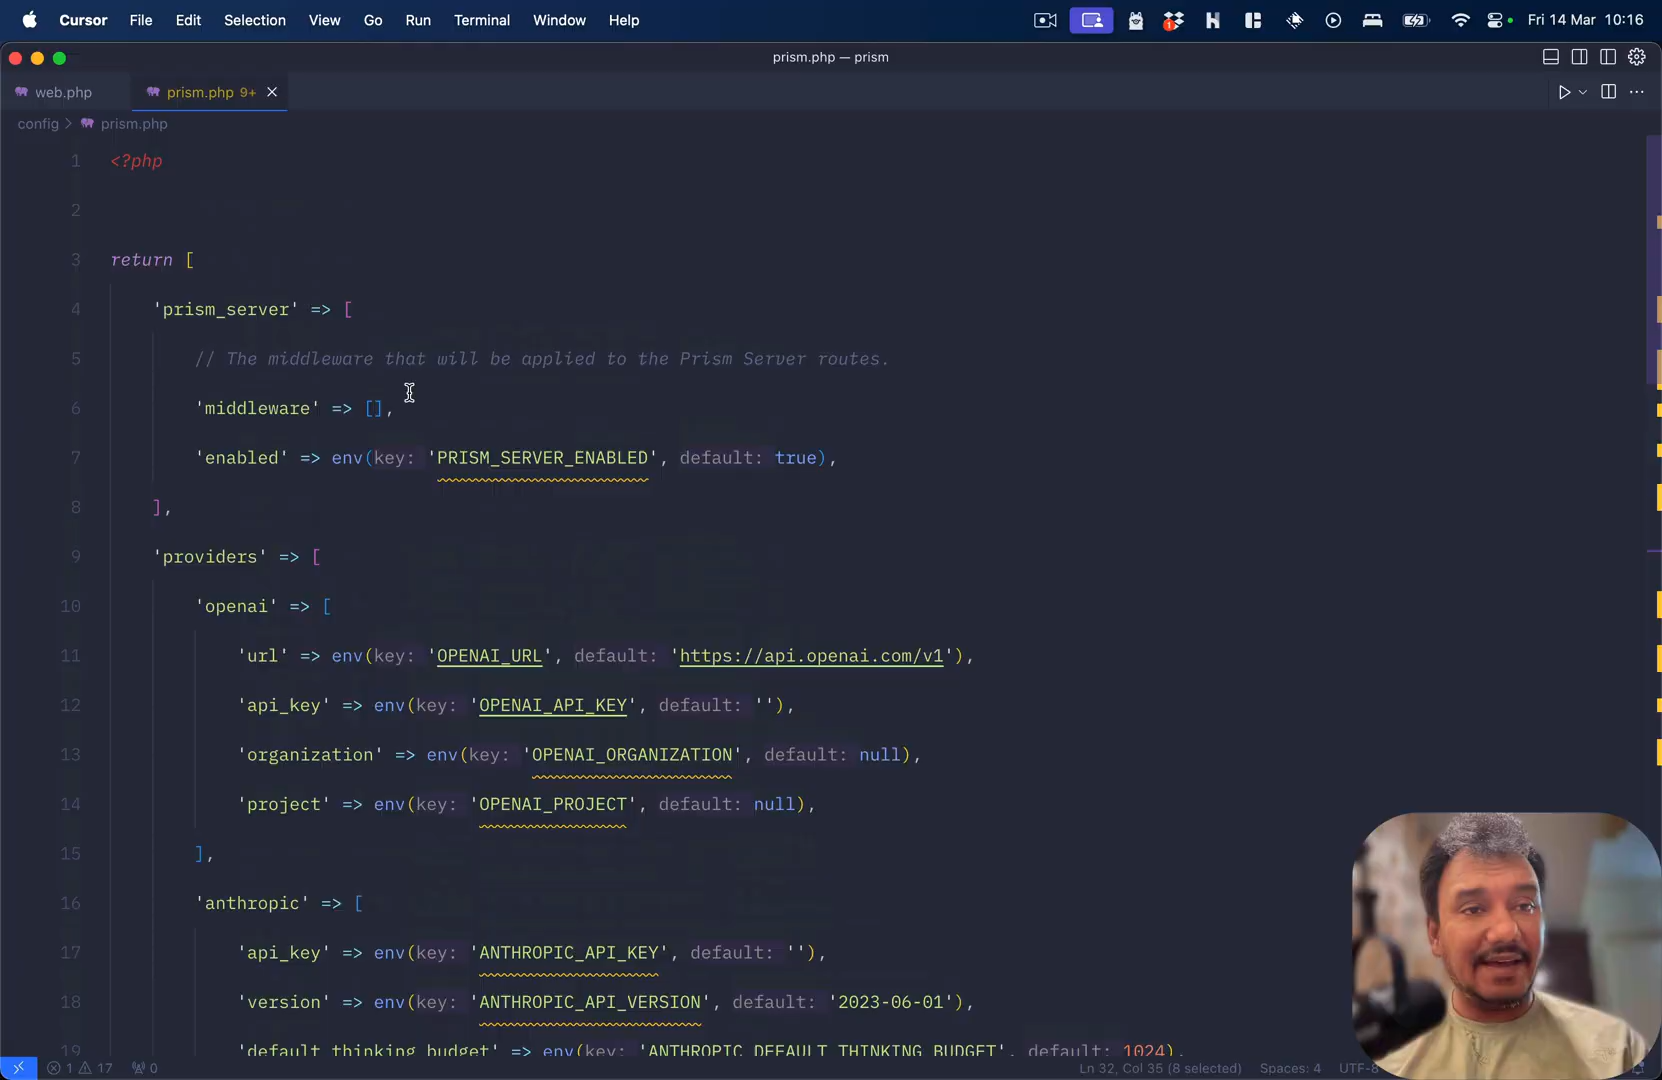 Cursor File Edit Selection View Go Run Terminal Window Help Fri 14 Mar 10:16
prism.php — prism
web.php prism.php 9+
config > prism.php
1 <?php
2
3 return [
4 'prism_server' => [
5 // The middleware that will be applied to the Prism Server routes.
6 'middleware' => [],
7 'enabled' => env(key: 'PRISM_SERVER_ENABLED', default: true),
8 ],
9 'providers' => [
10 'openai' => [
11 'url' => env(key: 'OPENAI_URL', default: 'https://api.openai.com/v1'),
12 'api_key' => env(key: 'OPENAI_API_KEY', default: ''),
13 'organization' => env(key: 'OPENAI_ORGANIZATION', default: null),
14 'project' => env(key: 'OPENAI_PROJECT', default: null),
15 ],
16 'anthropic' => [
17 'api_key' => env(key: 'ANTHROPIC_API_KEY', default: ''),
18 'version' => env(key: 'ANTHROPIC_API_VERSION', default: '2023-06-01'),
19 'default_thinking_budget' => env(key: 'ANTHROPIC_DEFAULT_THINKING_BUDGET', default: 1024),
1 17 0 Ln 32, Col 35 (8 selected) Spaces: 4 UTF-8